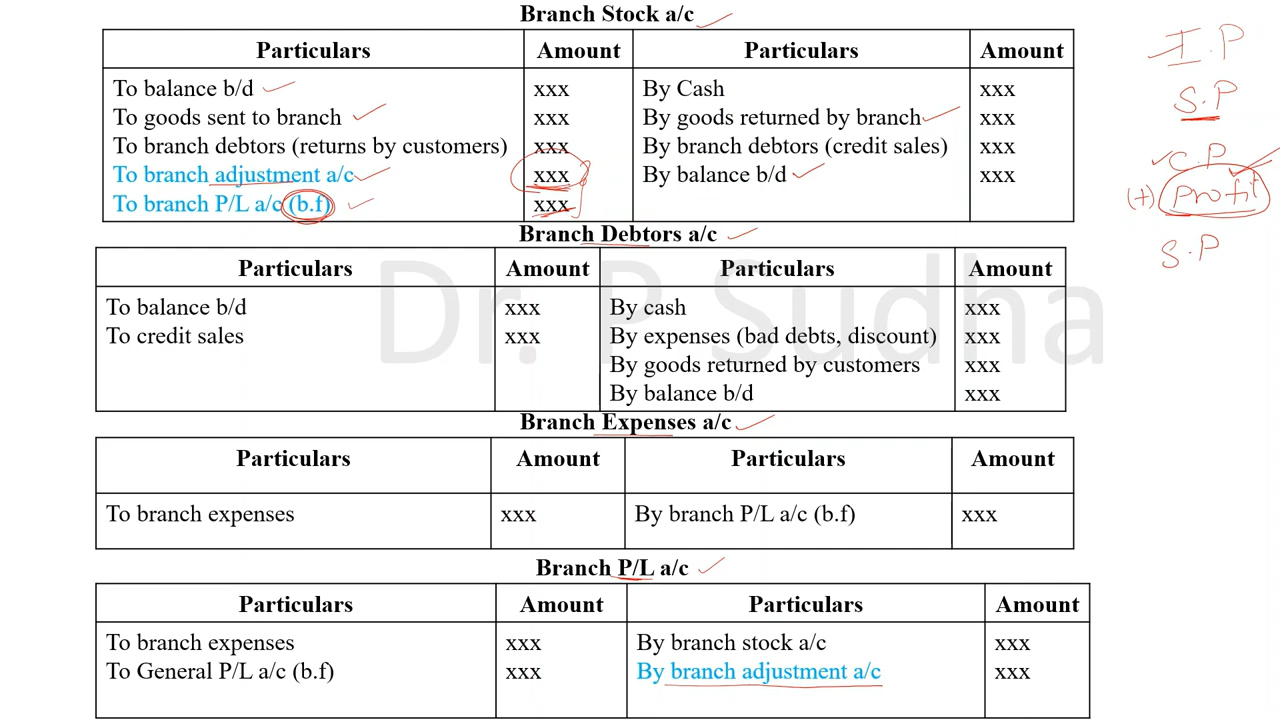 Branch Stock a/c
Particulars Amount Particulars Amount
To balance b/d xxx By Cash xxx
To goods sent to branch xxx By goods returned by branch xxx
To branch debtors (returns by customers) xxx By branch debtors (credit sales) xxx
To branch adjustment a/c xxx By balance b/d xxx
To branch P/L a/c (b.f) xxx
I.P
S.P
C.P
(+) Profit
S.P
Branch Debtors a/c
Particulars Amount Particulars Amount
To balance b/d xxx By cash xxx
To credit sales xxx By expenses (bad debts, discount) xxx
By goods returned by customers xxx
By balance b/d xxx
Dr. P Sudha
Branch Expenses a/c
Particulars Amount Particulars Amount
To branch expenses xxx By branch P/L a/c (b.f) xxx
Branch P/L a/c
Particulars Amount Particulars Amount
To branch expenses xxx By branch stock a/c xxx
To General P/L a/c (b.f) xxx By branch adjustment a/c xxx